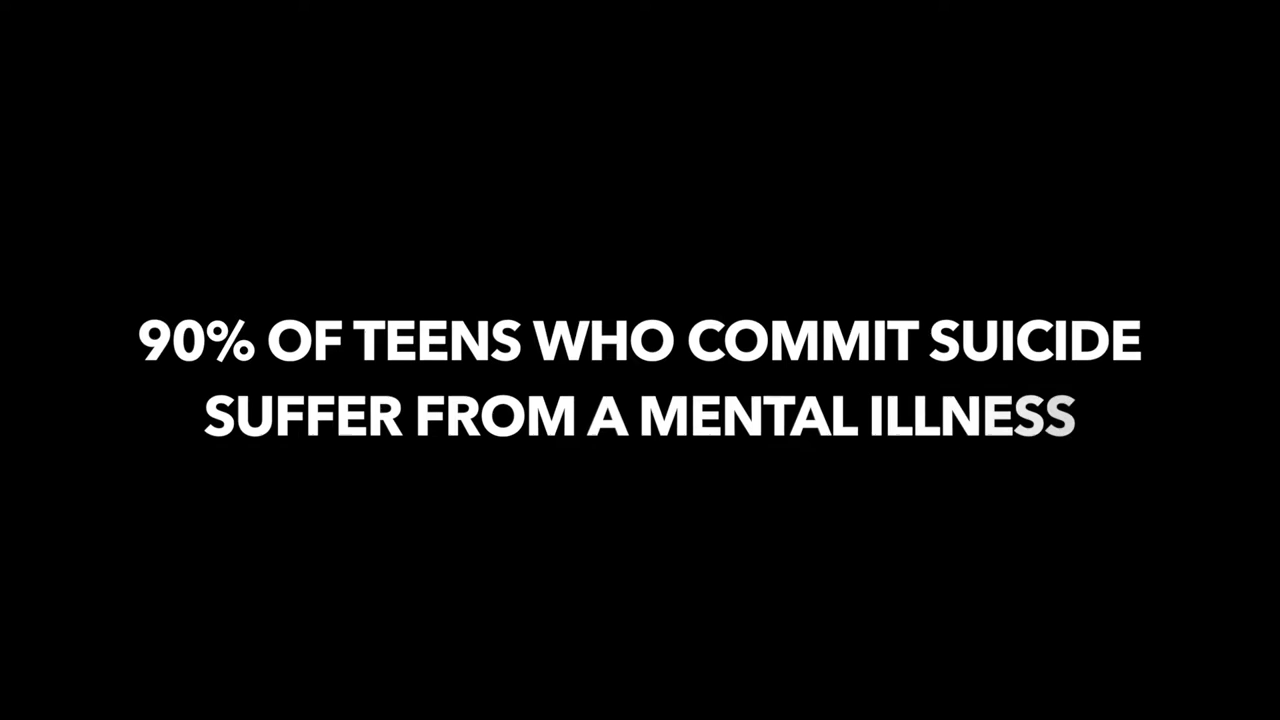 90% OF TEENS WHO COMMIT SUICIDE
SUFFER FROM A MENTAL ILLNESS